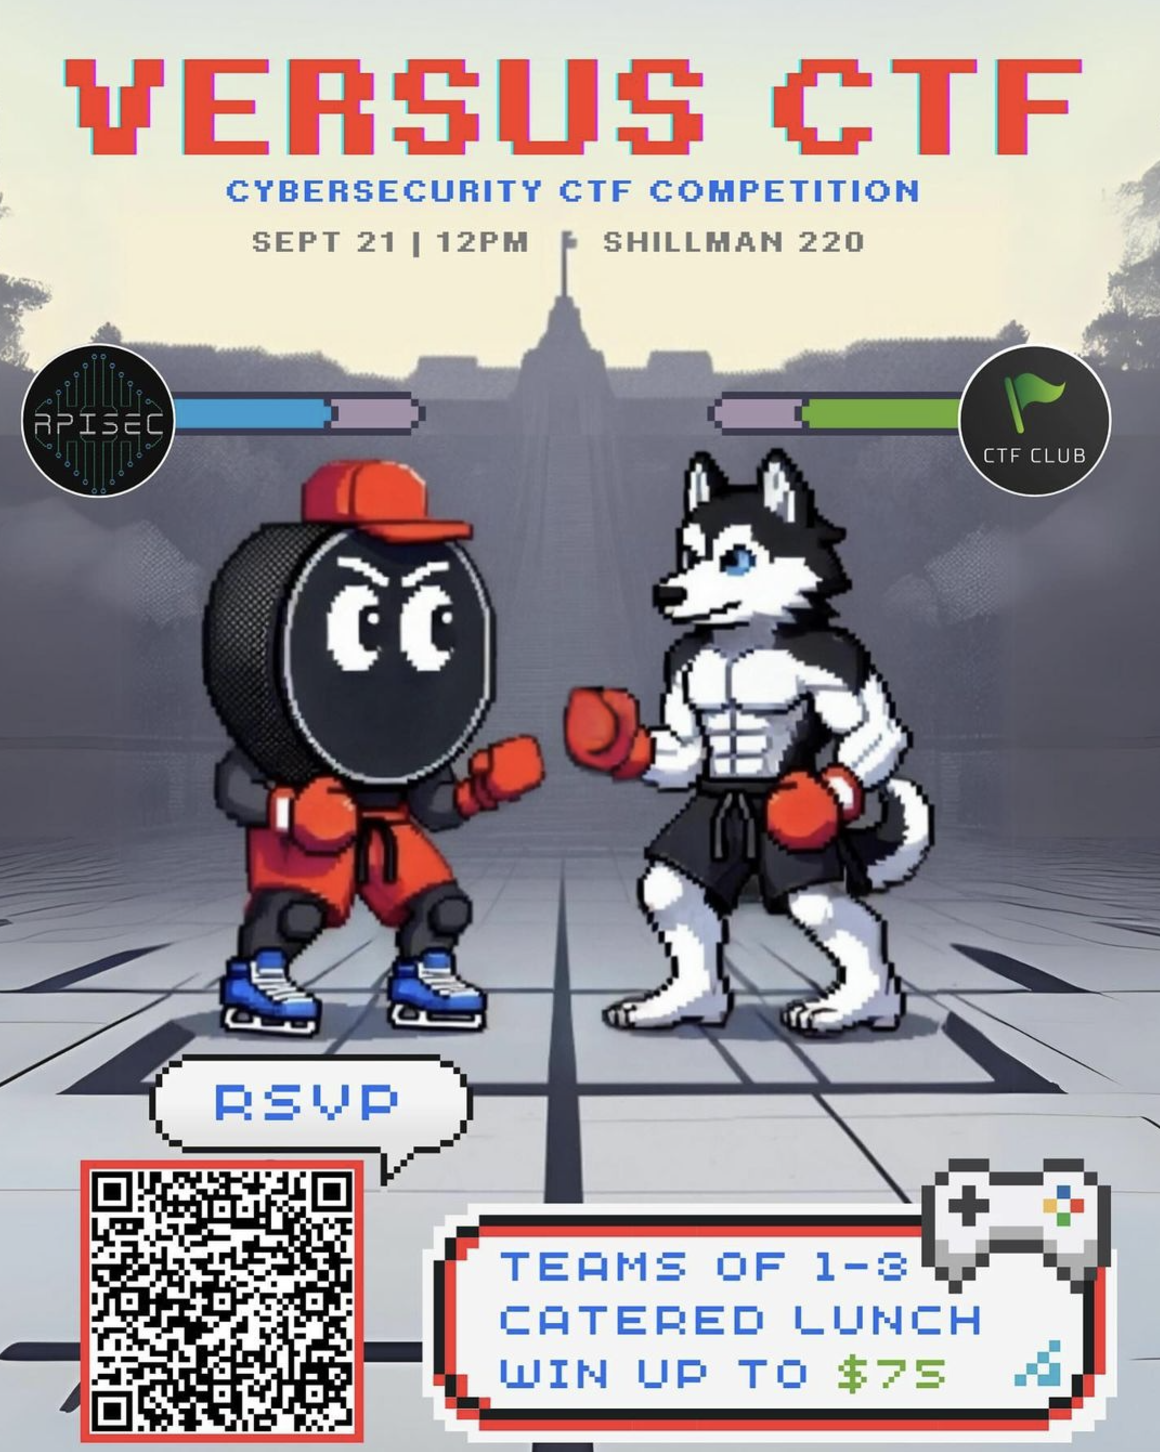 VERSUS CTF
CYBERSECURITY CTF COMPETITION
SEPT 21 | 12PM SHILLMAN 220
RPISEC
CTF CLUB
RSVP
TEAMS OF 1-3
CATERED LUNCH
WIN UP TO $75